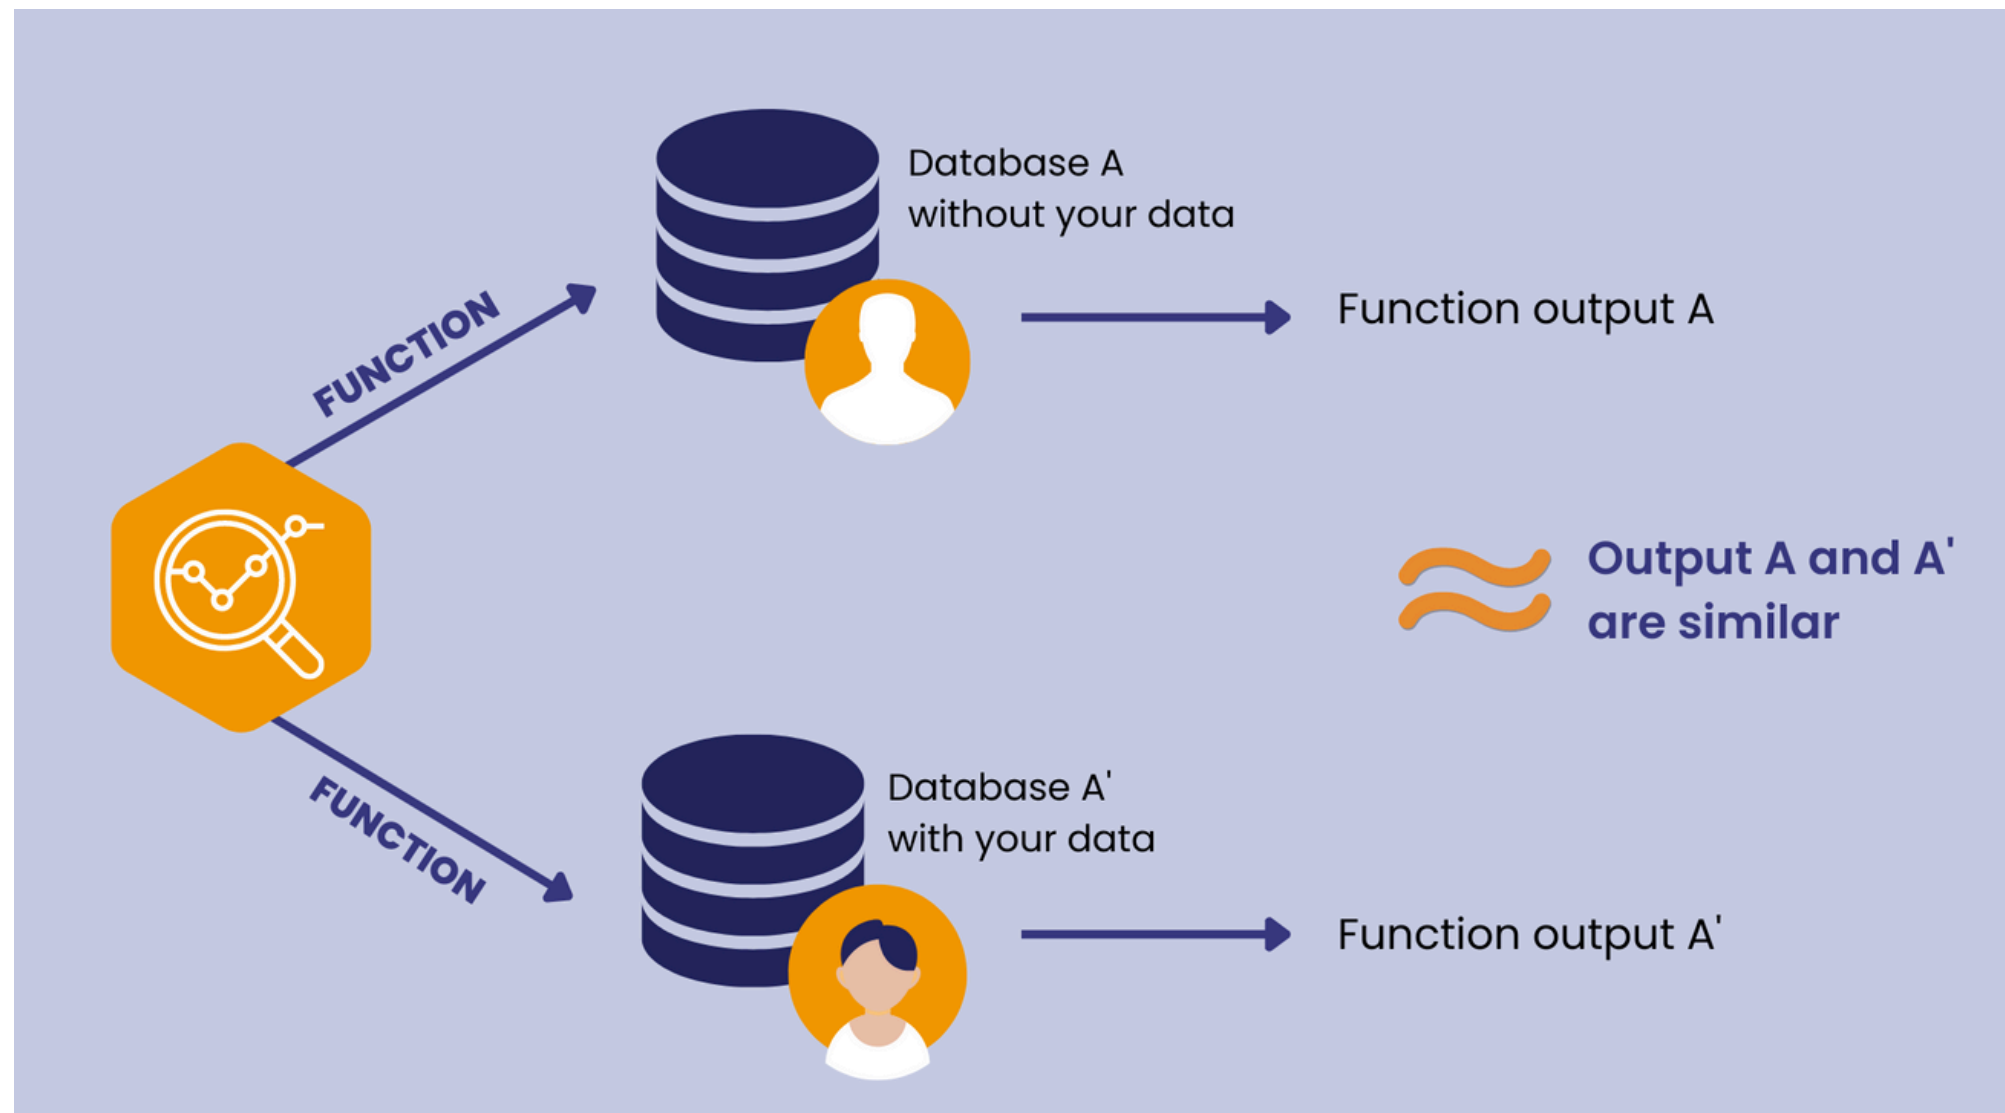 Database A
without your data
FUNCTION
Function output A
Output A and A'
are similar
Database A'
with your data
FUNCTION
Function output A'